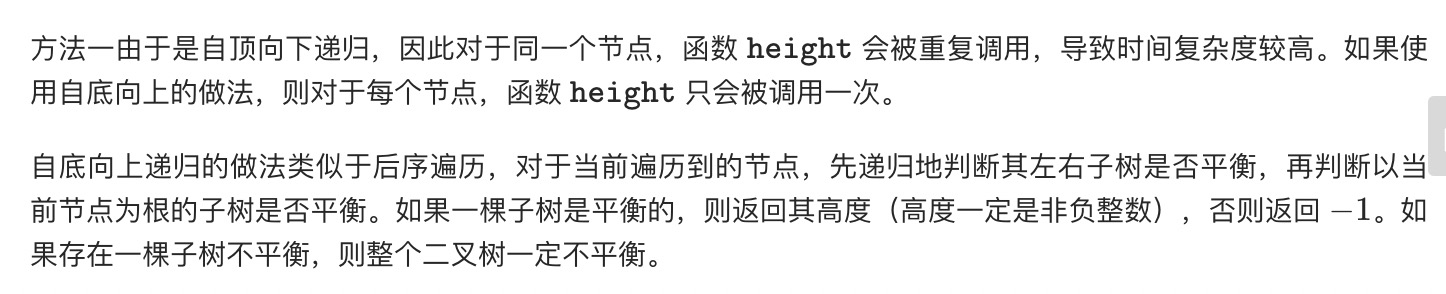 方法一由于是自顶向下递归，因此对于同一个节点，函数 height 会被重复调用，导致时间复杂度较高。如果使
用自底向上的做法，则对于每个节点，函数 height 只会被调用一次。
自底向上递归的做法类似于后序遍历，对于当前遍历到的节点，先递归地判断其左右子树是否平衡，再判断以当
前节点为根的子树是否平衡。如果一棵子树是平衡的，则返回其高度（高度一定是非负整数），否则返回 −1。如
果存在一棵子树不平衡，则整个二叉树一定不平衡。